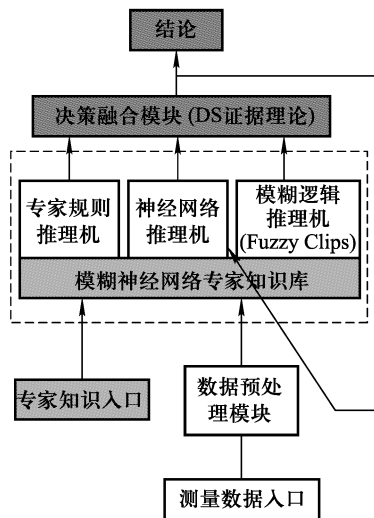 结论
决策融合模块(DS证据理论)
专家规则
推理机
神经网络
推理机
模糊逻辑
推理机
(Fuzzy Clips)
模糊神经网络专家知识库
专家知识入口
数据预处
理模块
测量数据入口